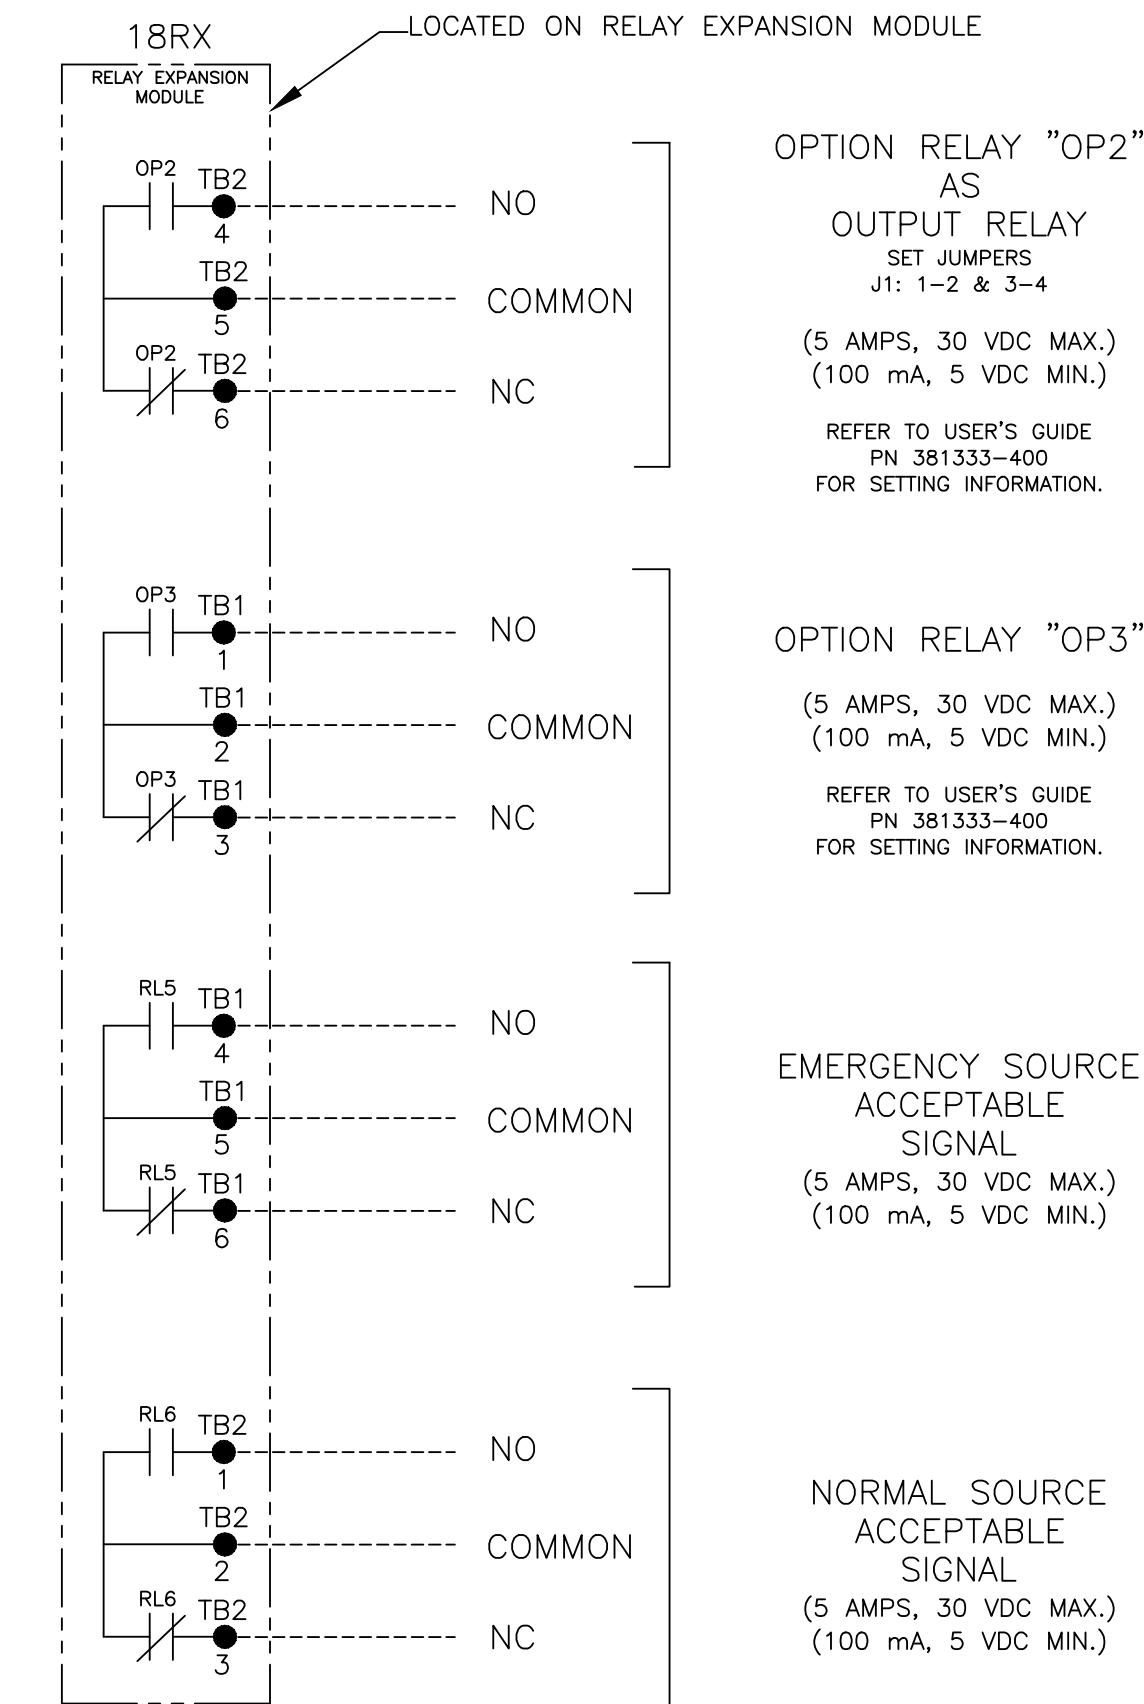 18RX
LOCATED ON RELAY EXPANSION MODULE
RELAY EXPANSION
MODULE
OP2
TB2
4
NO
TB2
5
COMMON
OP2
TB2
6
NC
OPTION RELAY "OP2"
AS
OUTPUT RELAY
SET JUMPERS
J1: 1-2 & 3-4
(5 AMPS, 30 VDC MAX.)
(100 mA, 5 VDC MIN.)
REFER TO USER'S GUIDE
PN 381333-400
FOR SETTING INFORMATION.
OP3
TB1
1
NO
TB1
2
COMMON
OP3
TB1
3
NC
OPTION RELAY "OP3"
(5 AMPS, 30 VDC MAX.)
(100 mA, 5 VDC MIN.)
REFER TO USER'S GUIDE
PN 381333-400
FOR SETTING INFORMATION.
RL5
TB1
4
NO
TB1
5
COMMON
RL5
TB1
6
NC
EMERGENCY SOURCE
ACCEPTABLE
SIGNAL
(5 AMPS, 30 VDC MAX.)
(100 mA, 5 VDC MIN.)
RL6
TB2
1
NO
TB2
2
COMMON
RL6
TB2
3
NC
NORMAL SOURCE
ACCEPTABLE
SIGNAL
(5 AMPS, 30 VDC MAX.)
(100 mA, 5 VDC MIN.)